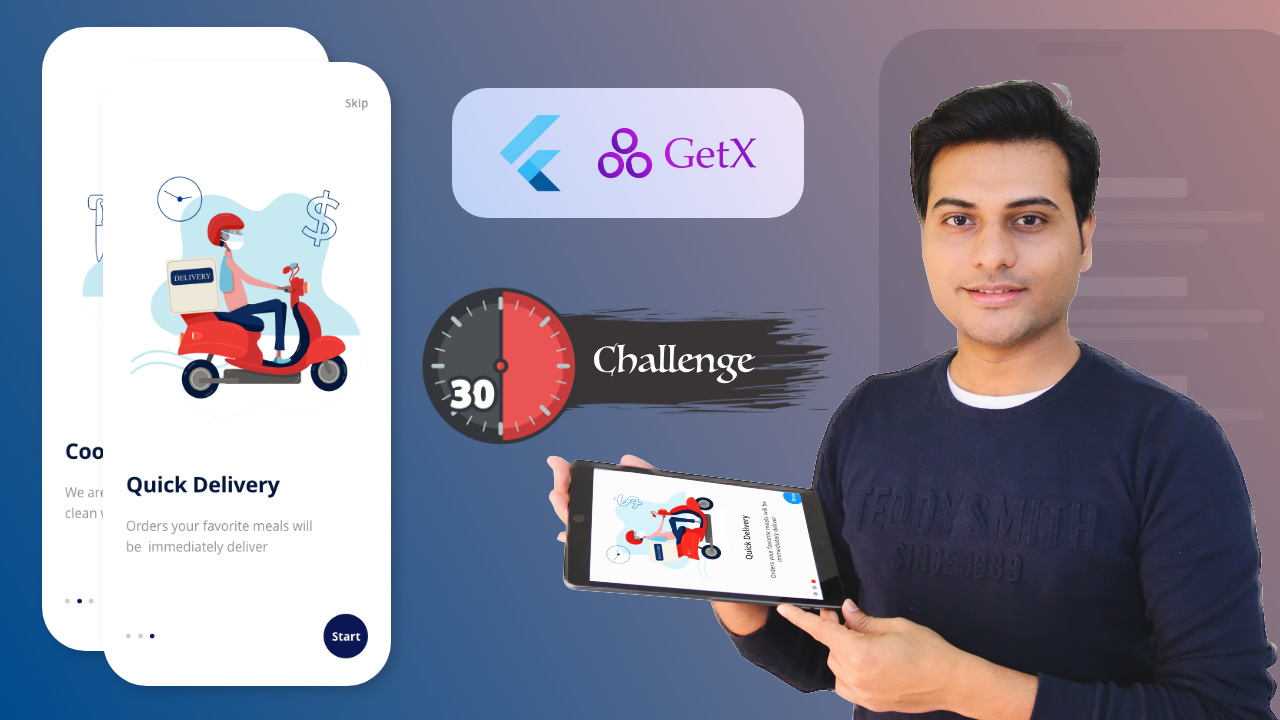 Skip
DELIVERY
Coo
We are
clean
Quick Delivery
Orders your favorite meals will
be immediately deliver
Start
GetX
30
Challenge
Quick Delivery
Orders your favorite meals will be
immediately deliver
TEDDY SMITH
SINCE 1989